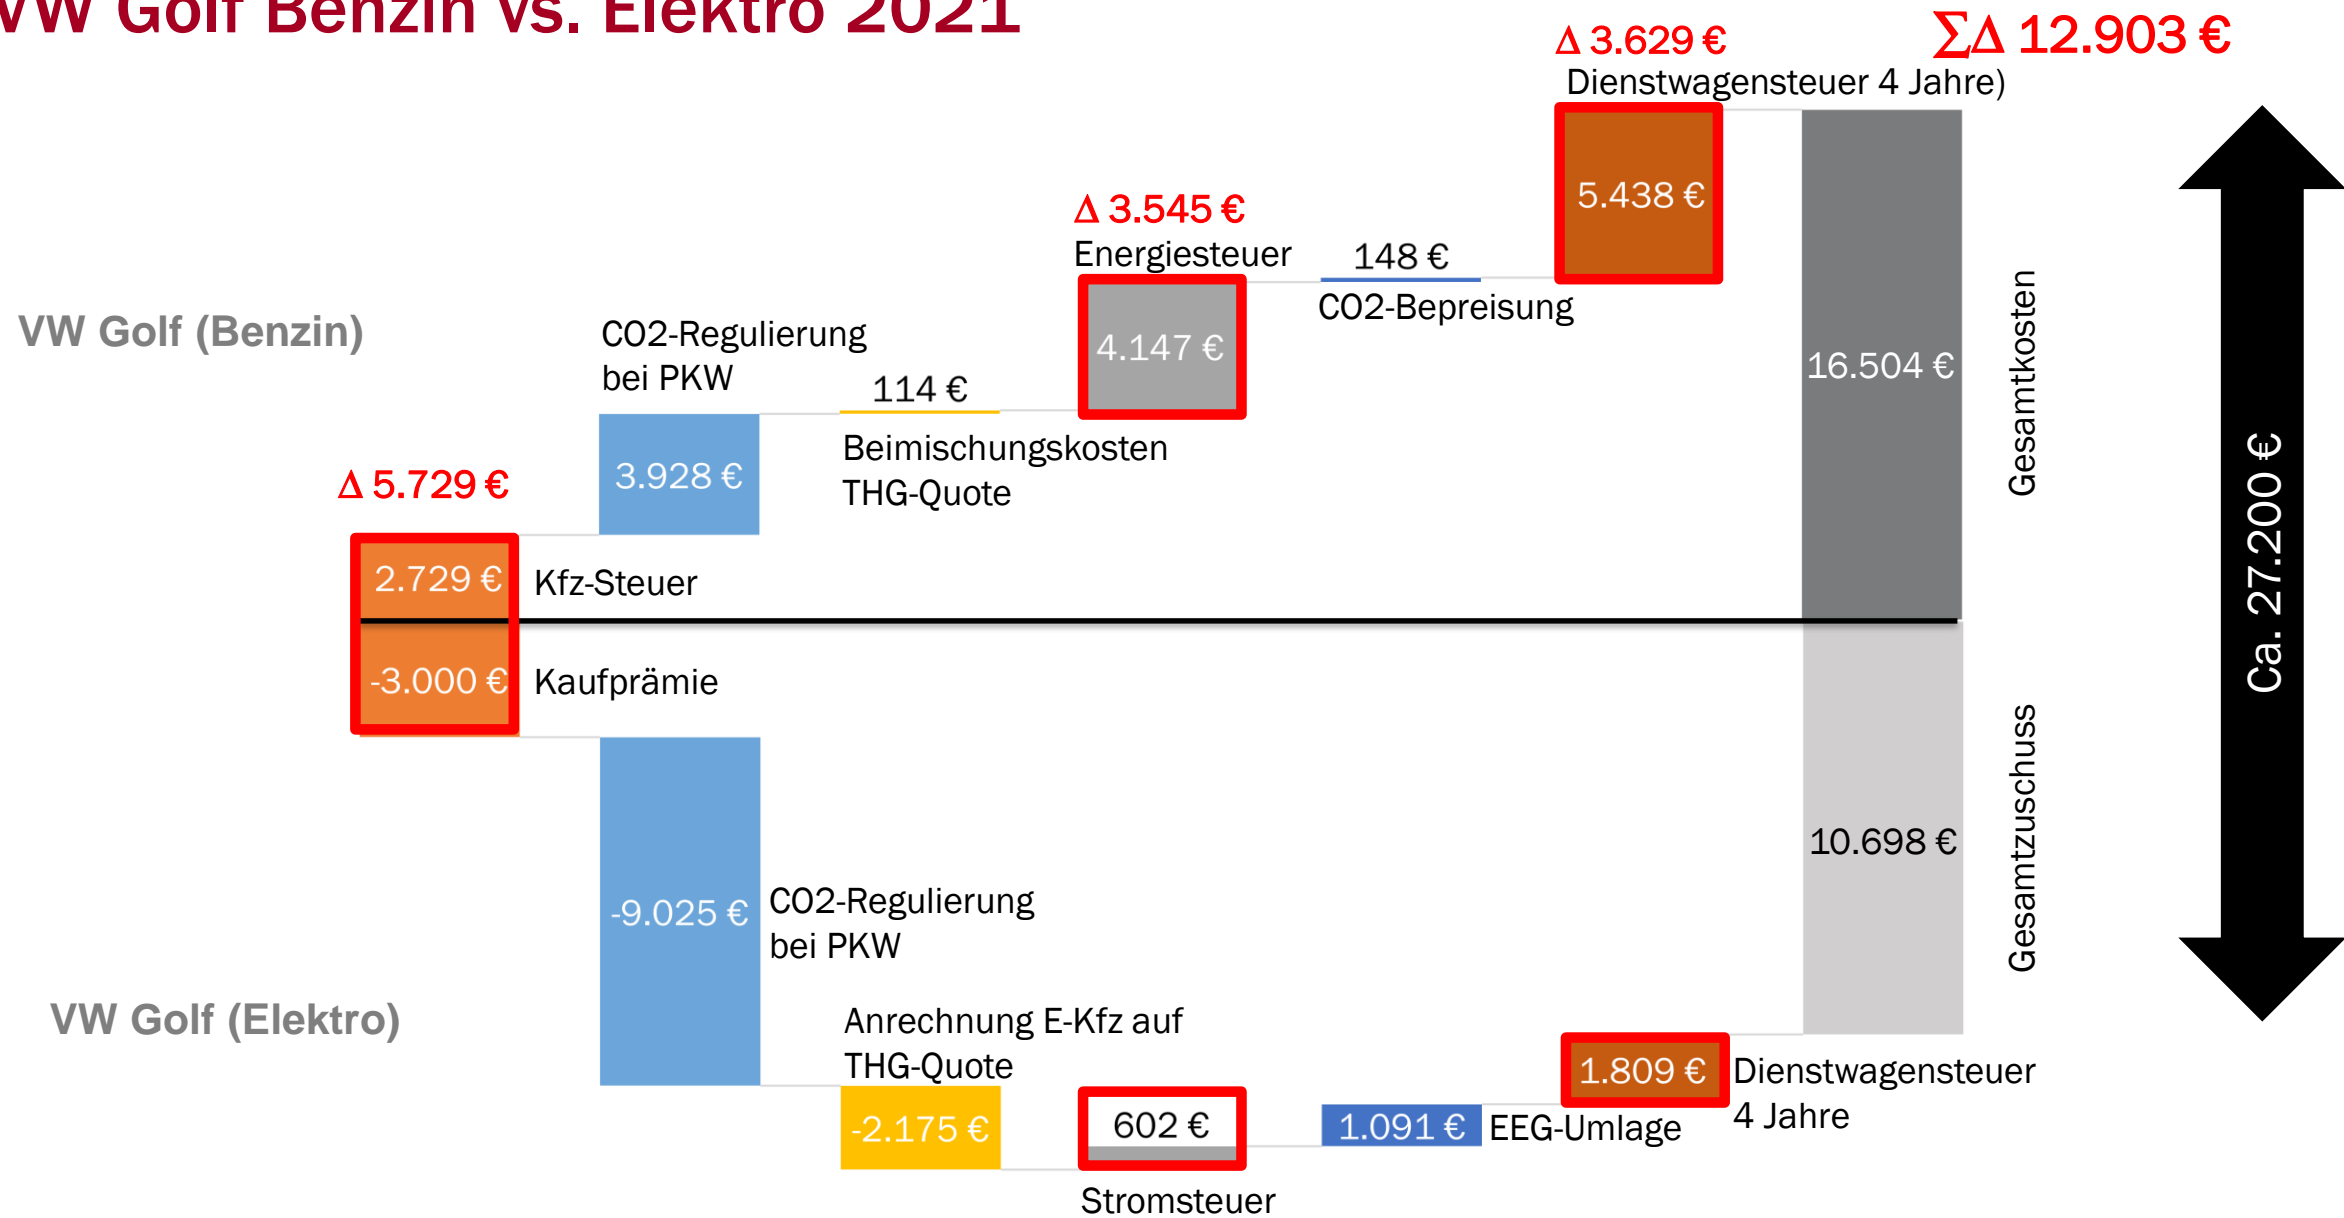 VW Golf Benzin vs. Elektro 2021
∑Δ 12.903 €
Δ 3.629 €
Dienstwagensteuer 4 Jahre)
5.438 €
Δ 3.545 €
Energiesteuer
4.147 €
148 €
CO2-Bepreisung
VW Golf (Benzin)
CO2-Regulierung
bei PKW
3.928 €
114 €
Beimischungskosten
THG-Quote
16.504 €
Gesamtkosten
Δ 5.729 €
2.729 €
Kfz-Steuer
-3.000 €
Kaufprämie
Ca. 27.200 €
10.698 €
Gesamtzuschuss
-9.025 €
CO2-Regulierung
bei PKW
VW Golf (Elektro)
Anrechnung E-Kfz auf
THG-Quote
-2.175 €
602 €
Stromsteuer
1.091 €
EEG-Umlage
1.809 €
Dienstwagensteuer
4 Jahre